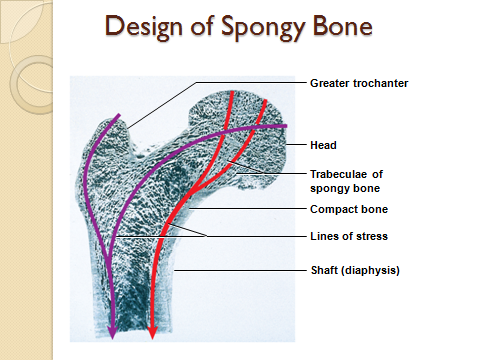 Design of Spongy Bone
Greater trochanter
Head
Trabeculae of
spongy bone
Compact bone
Lines of stress
Shaft (diaphysis)